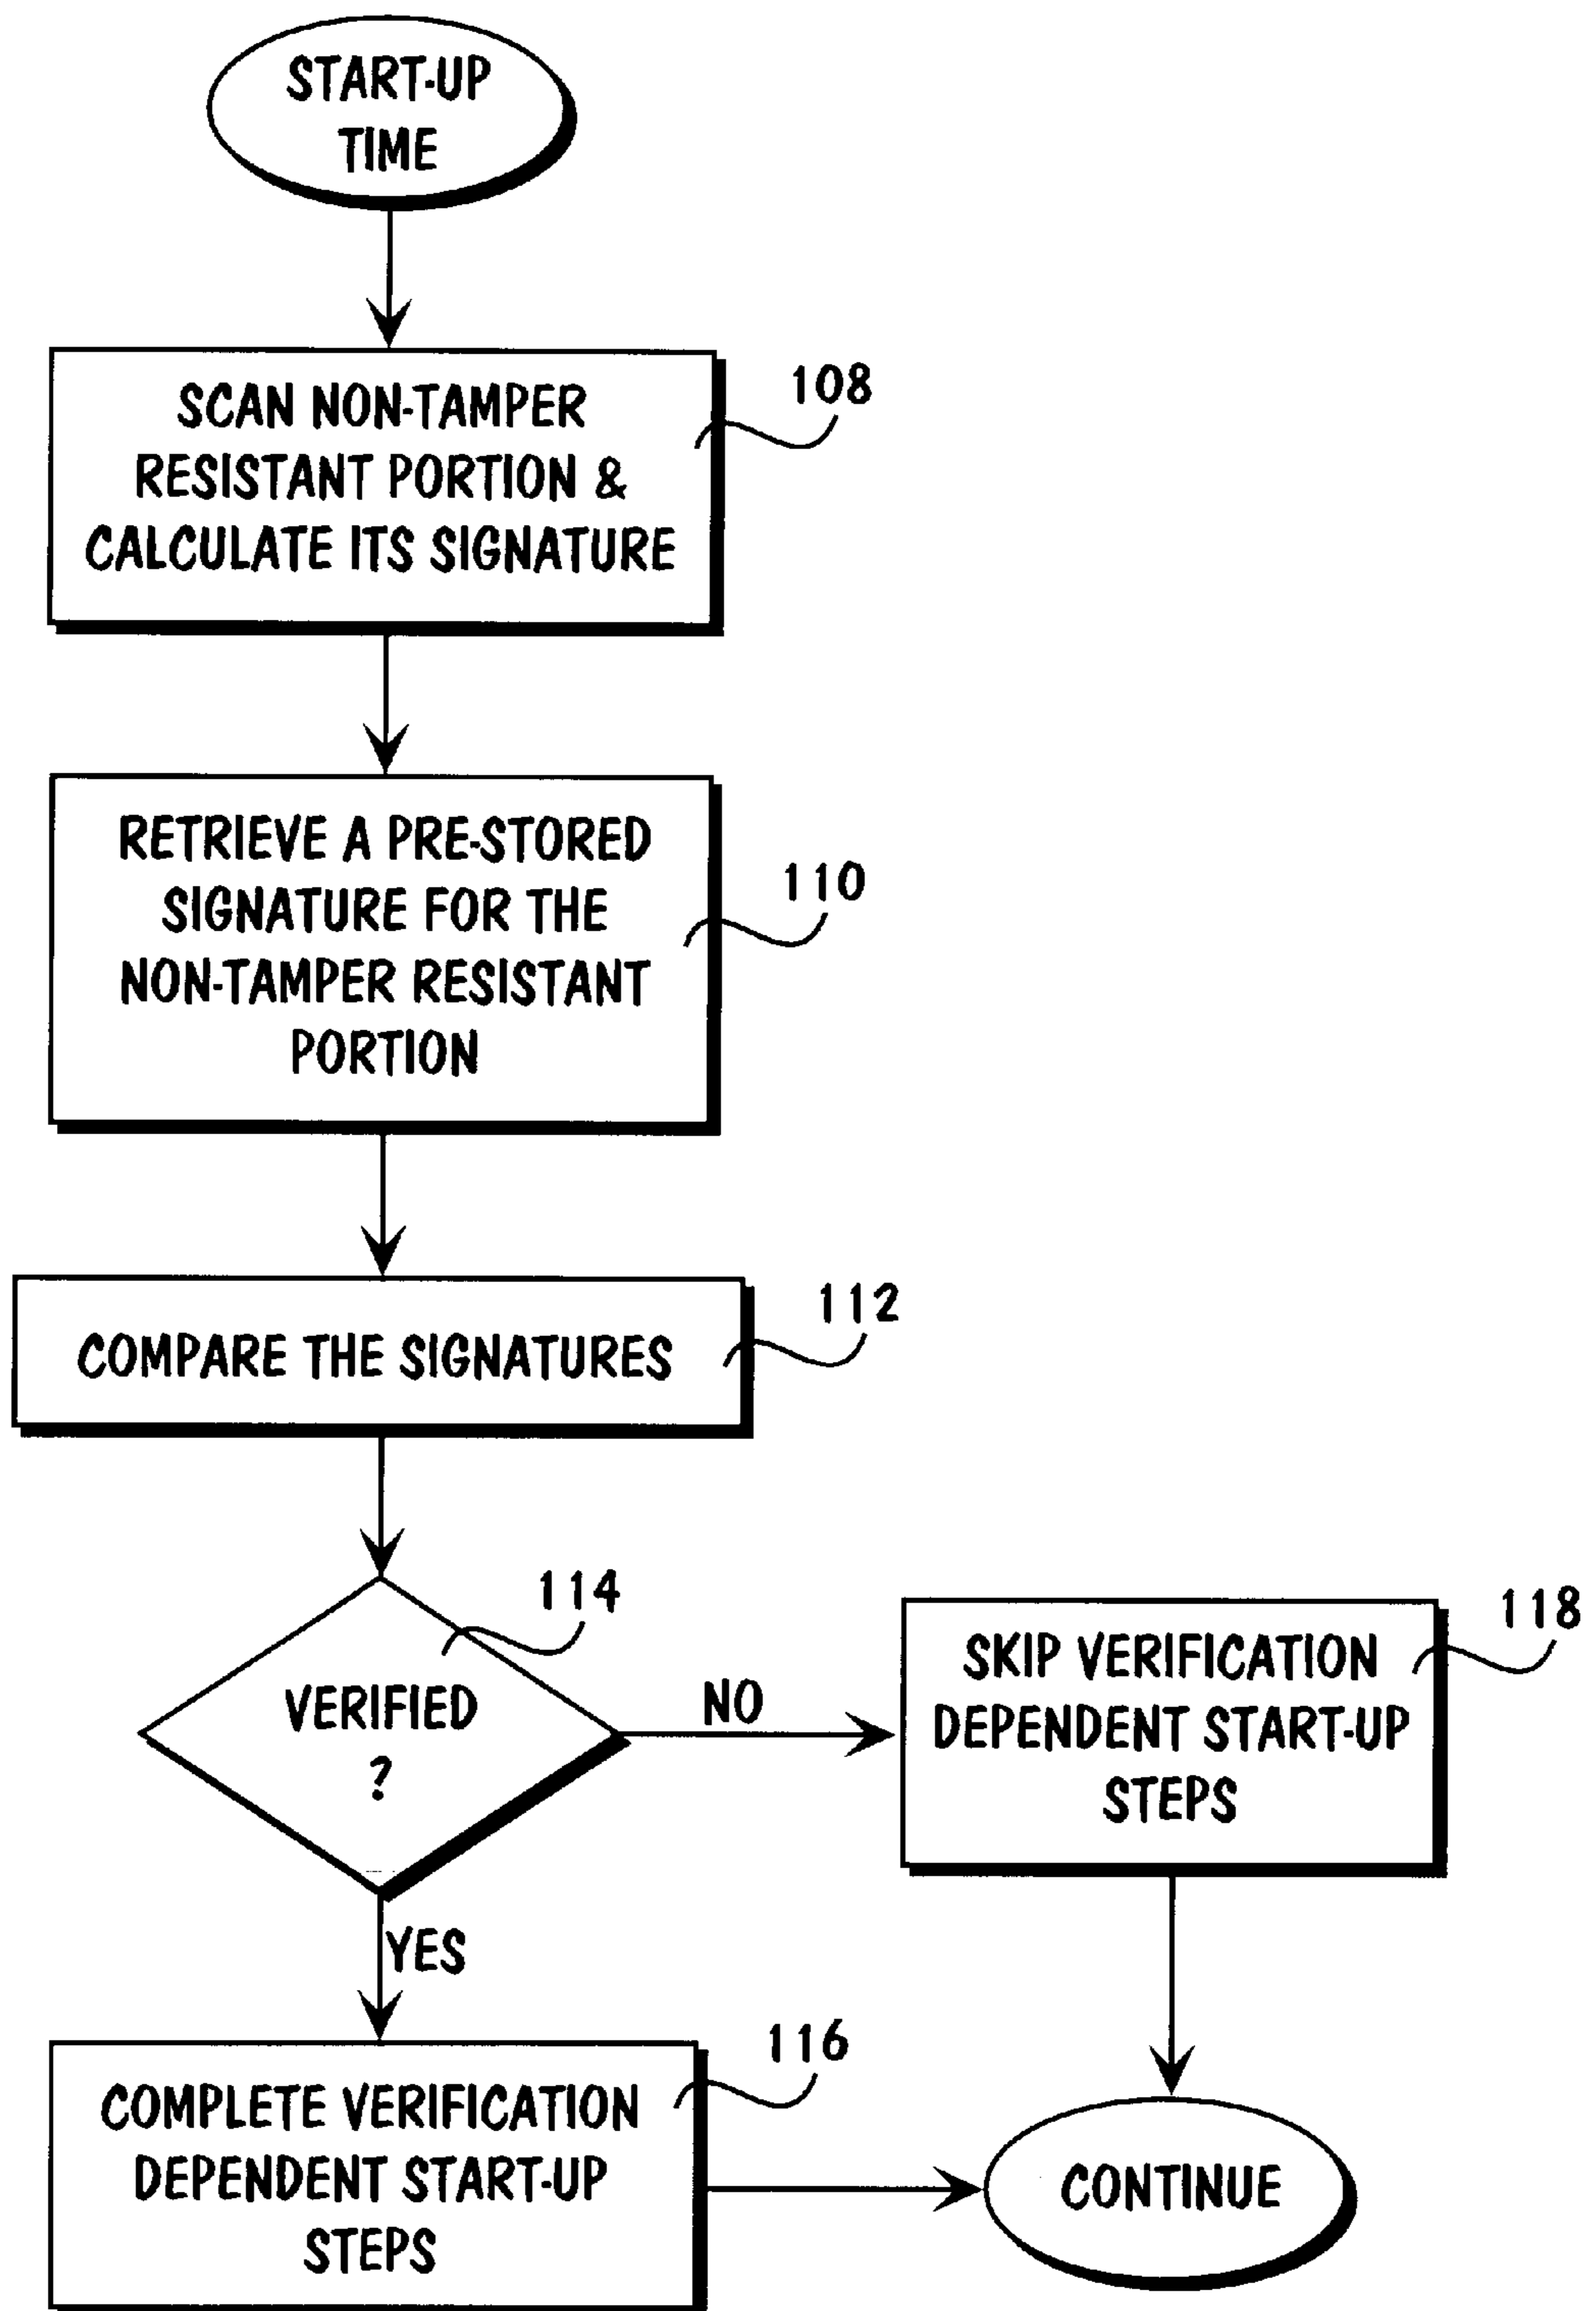 START-UP
TIME
SCAN NON-TAMPER
RESISTANT PORTION &
CALCULATE ITS SIGNATURE
108
RETRIEVE A PRE-STORED
SIGNATURE FOR THE
NON-TAMPER RESISTANT
PORTION
110
COMPARE THE SIGNATURES
112
114
VERIFIED
?
NO
SKIP VERIFICATION
DEPENDENT START-UP
STEPS
118
YES
COMPLETE VERIFICATION
DEPENDENT START-UP
STEPS
116
CONTINUE